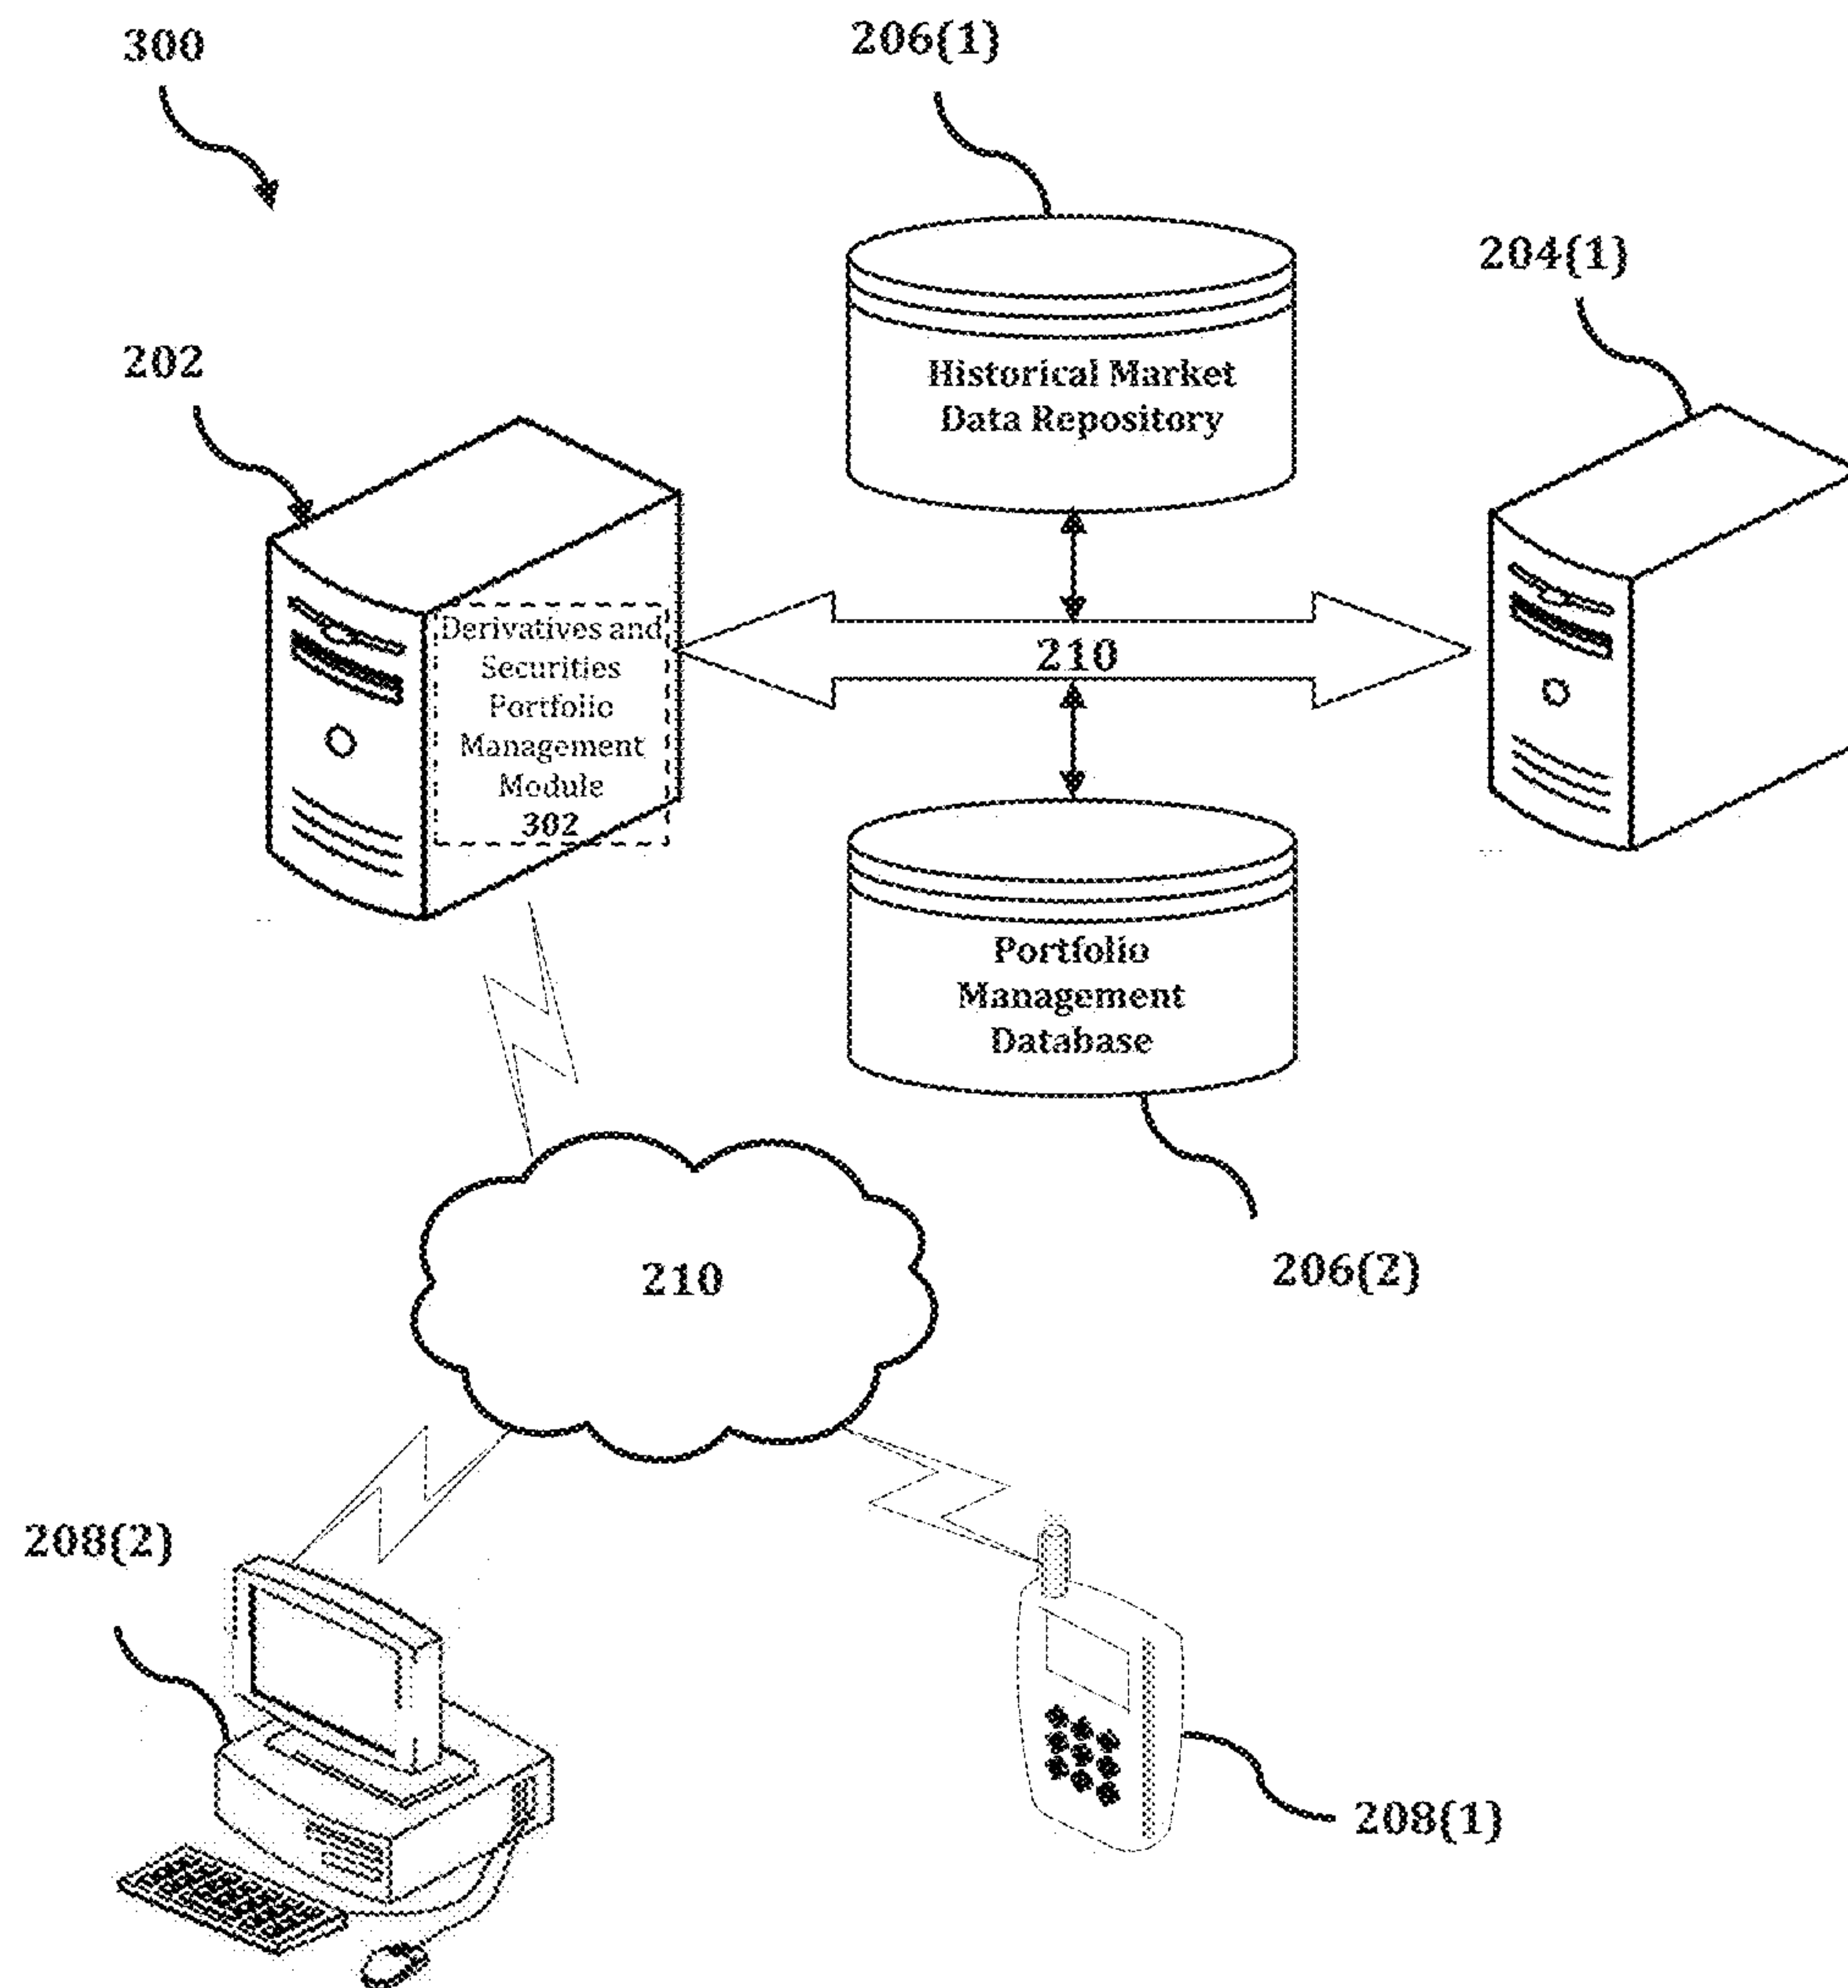 300
206(1)
204(1)
202
Historical Market
Data Repository
Derivatives and
Securities
Portfolio
Management
Module
302
210
Portfolio
Management
Database
206(2)
210
208(2)
208(1)